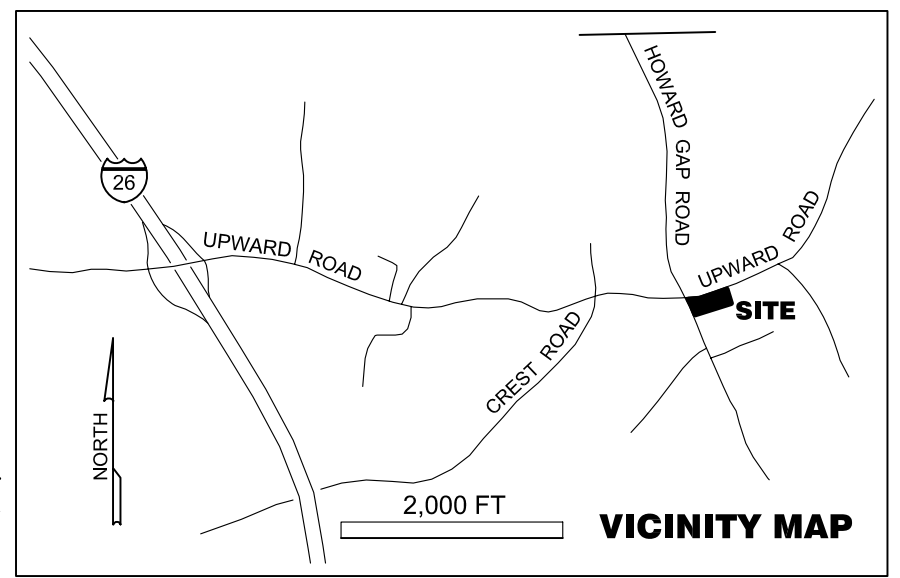 HOWARD GAP ROAD
26
UPWARD ROAD
UPWARD ROAD
SITE
CREST ROAD
NORTH
2,000 FT
VICINITY MAP